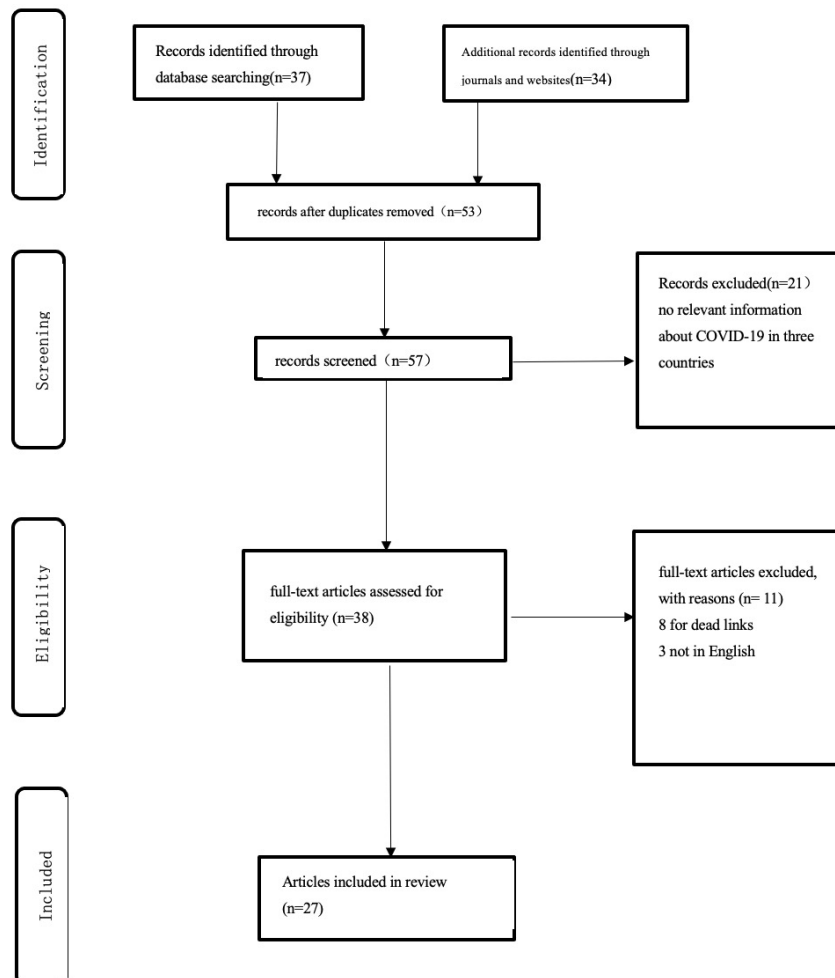 Identification
Records identified through
database searching(n=37)
Additional records identified through
journals and websites(n=34)
records after duplicates removed（n=53）
Screening
records screened（n=57）
Records excluded(n=21）
no relevant information
about COVID-19 in three
countries
Eligibility
full-text articles assessed for
eligibility (n=38)
full-text articles excluded,
with reasons (n= 11)
8 for dead links
3 not in English
Included
Articles included in review
(n=27)